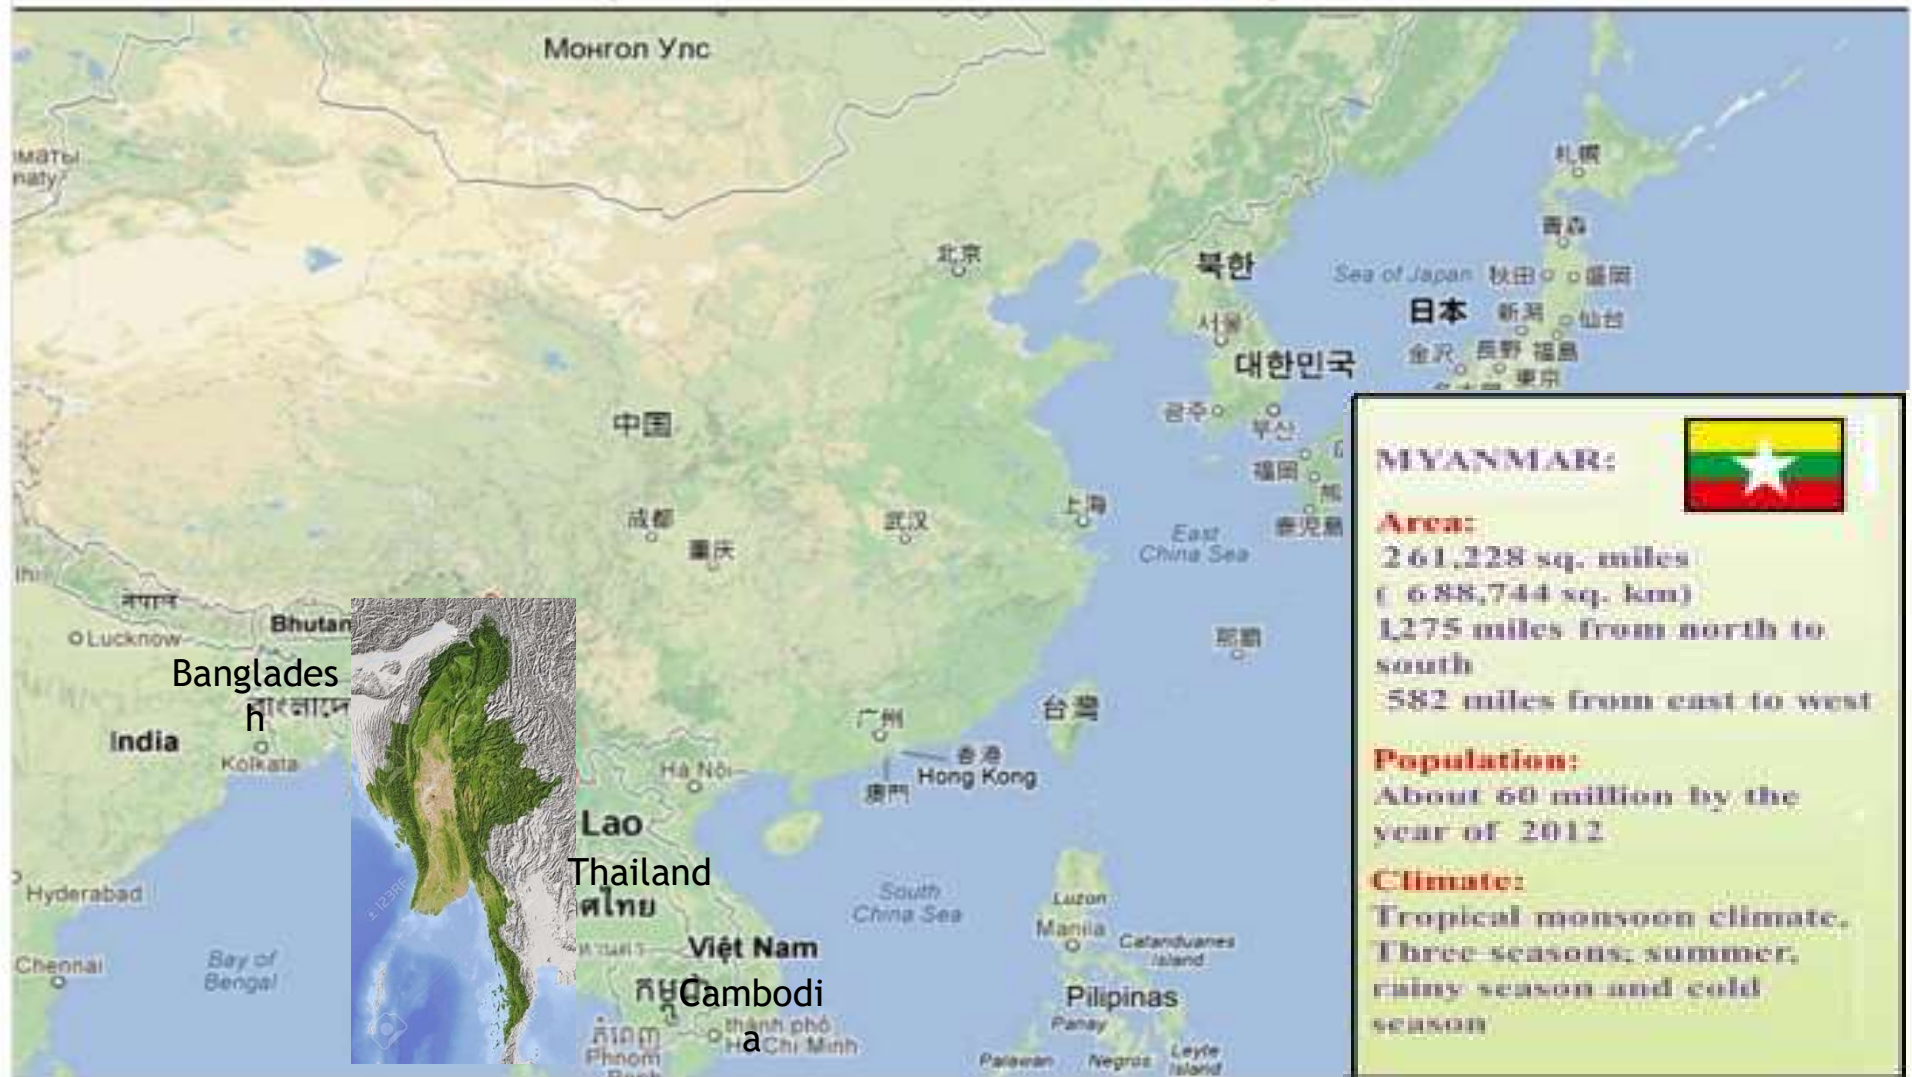 Монгол Улс
札幌
青森
北京
북한
Sea of Japan
秋田
盛岡
日本
新潟
仙台
서울
金沢
長野
福島
대한민국
東京
광주
부산
中国
福岡
MYANMAR:
成都
武汉
上海
鹿児島
重庆
East
China Sea
Area:
261,228 sq. miles
( 688,744 sq. km)
1,275 miles from north to
south
582 miles from east to west
नेपाल
Bhutan
Lucknow
那覇
Banglades
h
India
Kolkata
广州
台灣
香港
Hong Kong
澳門
Hà Nội
Population:
About 60 million by the
year of 2012
Lao
Thailand
ศไทย
Hyderabad
±123RF
South
China Sea
Luzon
Manila
Climate:
Tropical monsoon climate.
Three seasons; summer,
rainy season and cold
season
Việt Nam
Catanduanes
Island
Chennai
Bay of
Bengal
Cambodi
a
Pilipinas
Panay
thành phố
Hồ Chí Minh
Phnom
Palawan
Negros
Leyte
Island